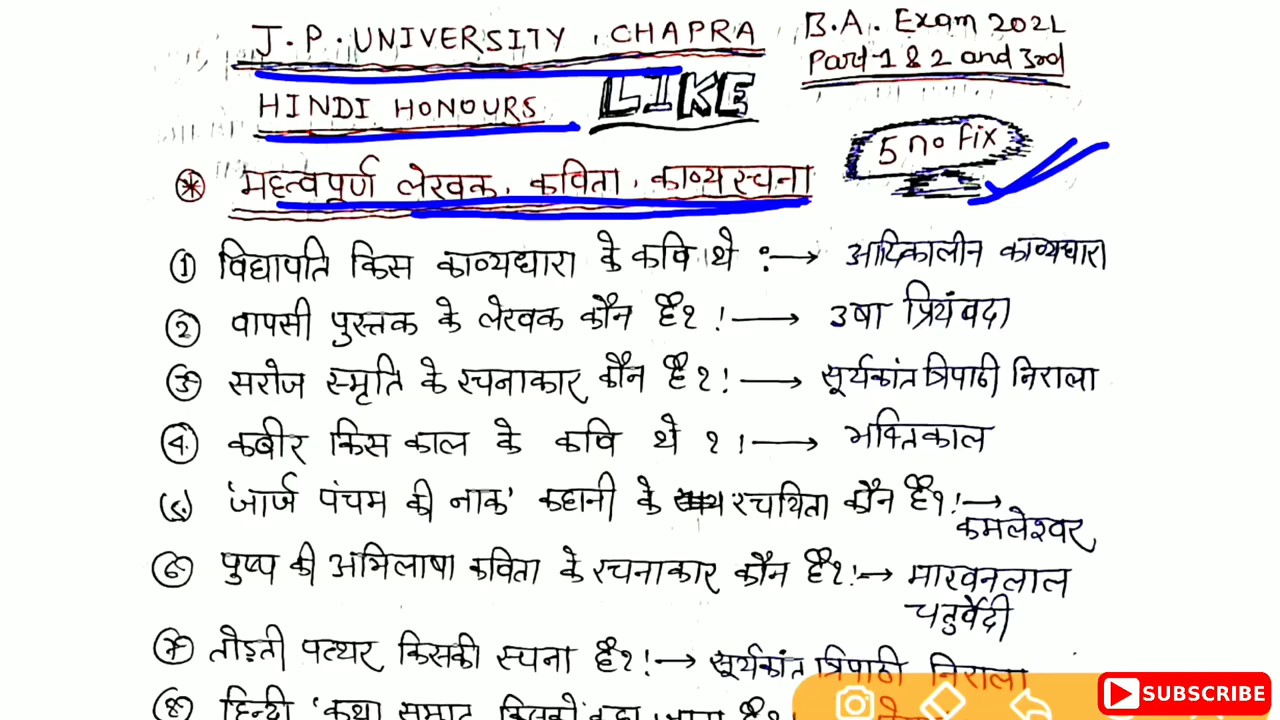 J.P. UNIVERSITY, CHAPRA
B.A. Exam 2021
Part-1 & 2 and 3rd
HINDI HONOURS
LIKE
5 no fix
महत्वपूर्ण लेखक, कविता, काव्यरचना
① विद्यापति किस काव्यधारा के कवि थे :→ आदिकालीन काव्यधारा
② वापसी पुस्तक के लेखक कौन हैं?!→ उषा प्रियंवदा
③ सरोज स्मृति के रचनाकार कौन हैं?!→ सूर्यकांत त्रिपाठी निराला
④ कबीर किस काल के कवि थे?!→ भक्तिकाल
⑤ 'जार्ज पंचम की नाक' कहानी के रचयिता कौन हैं?!→
कमलेश्वर
⑥ पुष्प की अभिलाषा कविता के रचनाकार कौन हैं?!→ माखनलाल
चतुर्वेदी
⑦ तोड़ती पत्थर किसकी रचना है?!→ सूर्यकांत त्रिपाठी निराला
⑧ हिन्दी 'कथा सम्राट
SUBSCRIBE